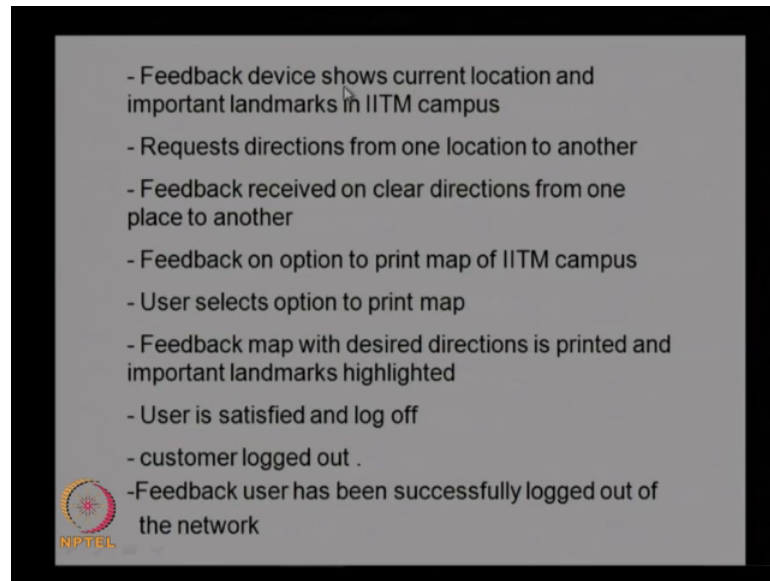 - Feedback device shows current location and
important landmarks in IITM campus
- Requests directions from one location to another
- Feedback received on clear directions from one
place to another
- Feedback on option to print map of IITM campus
- User selects option to print map
- Feedback map with desired directions is printed and
important landmarks highlighted
- User is satisfied and log off
- customer logged out .
-Feedback user has been successfully logged out of
the network
NPTEL